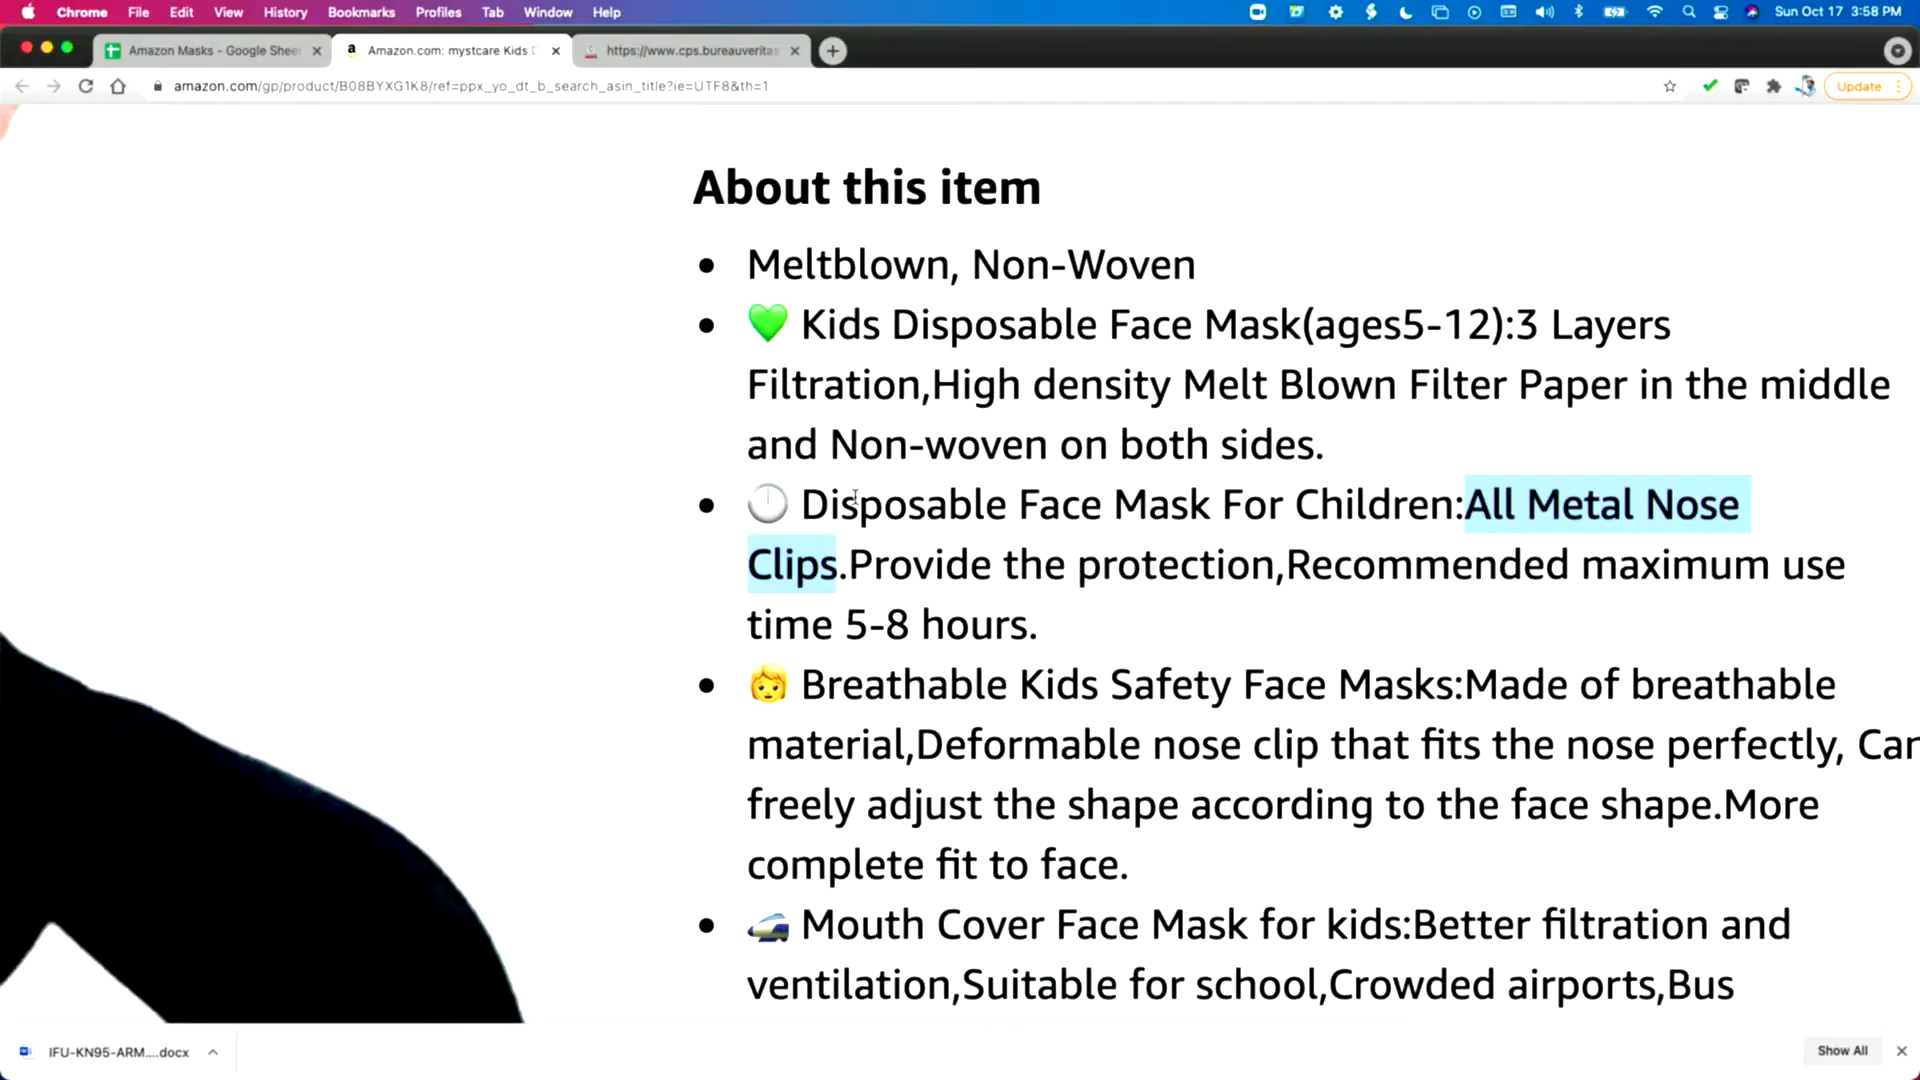 Chrome File Edit View History Bookmarks Profiles Tab Window Help Sun Oct 17 3:58 PM
Amazon Masks - Google Shee Amazon.com: mystcare Kids D https://www.cps.bureauveritas
amazon.com/gp/product/B08BYXG1K8/ref=ppx_yo_dt_b_search_asin_title?ie=UTF8&th=1 Update
About this item
• Meltblown, Non-Woven
• 💚 Kids Disposable Face Mask(ages5-12):3 Layers
Filtration,High density Melt Blown Filter Paper in the middle
and Non-woven on both sides.
• Disposable Face Mask For Children:All Metal Nose
Clips.Provide the protection,Recommended maximum use
time 5-8 hours.
• Breathable Kids Safety Face Masks:Made of breathable
material,Deformable nose clip that fits the nose perfectly, Can
freely adjust the shape according to the face shape.More
complete fit to face.
• Mouth Cover Face Mask for kids:Better filtration and
ventilation,Suitable for school,Crowded airports,Bus
IFU-KN95-ARM....docx Show All